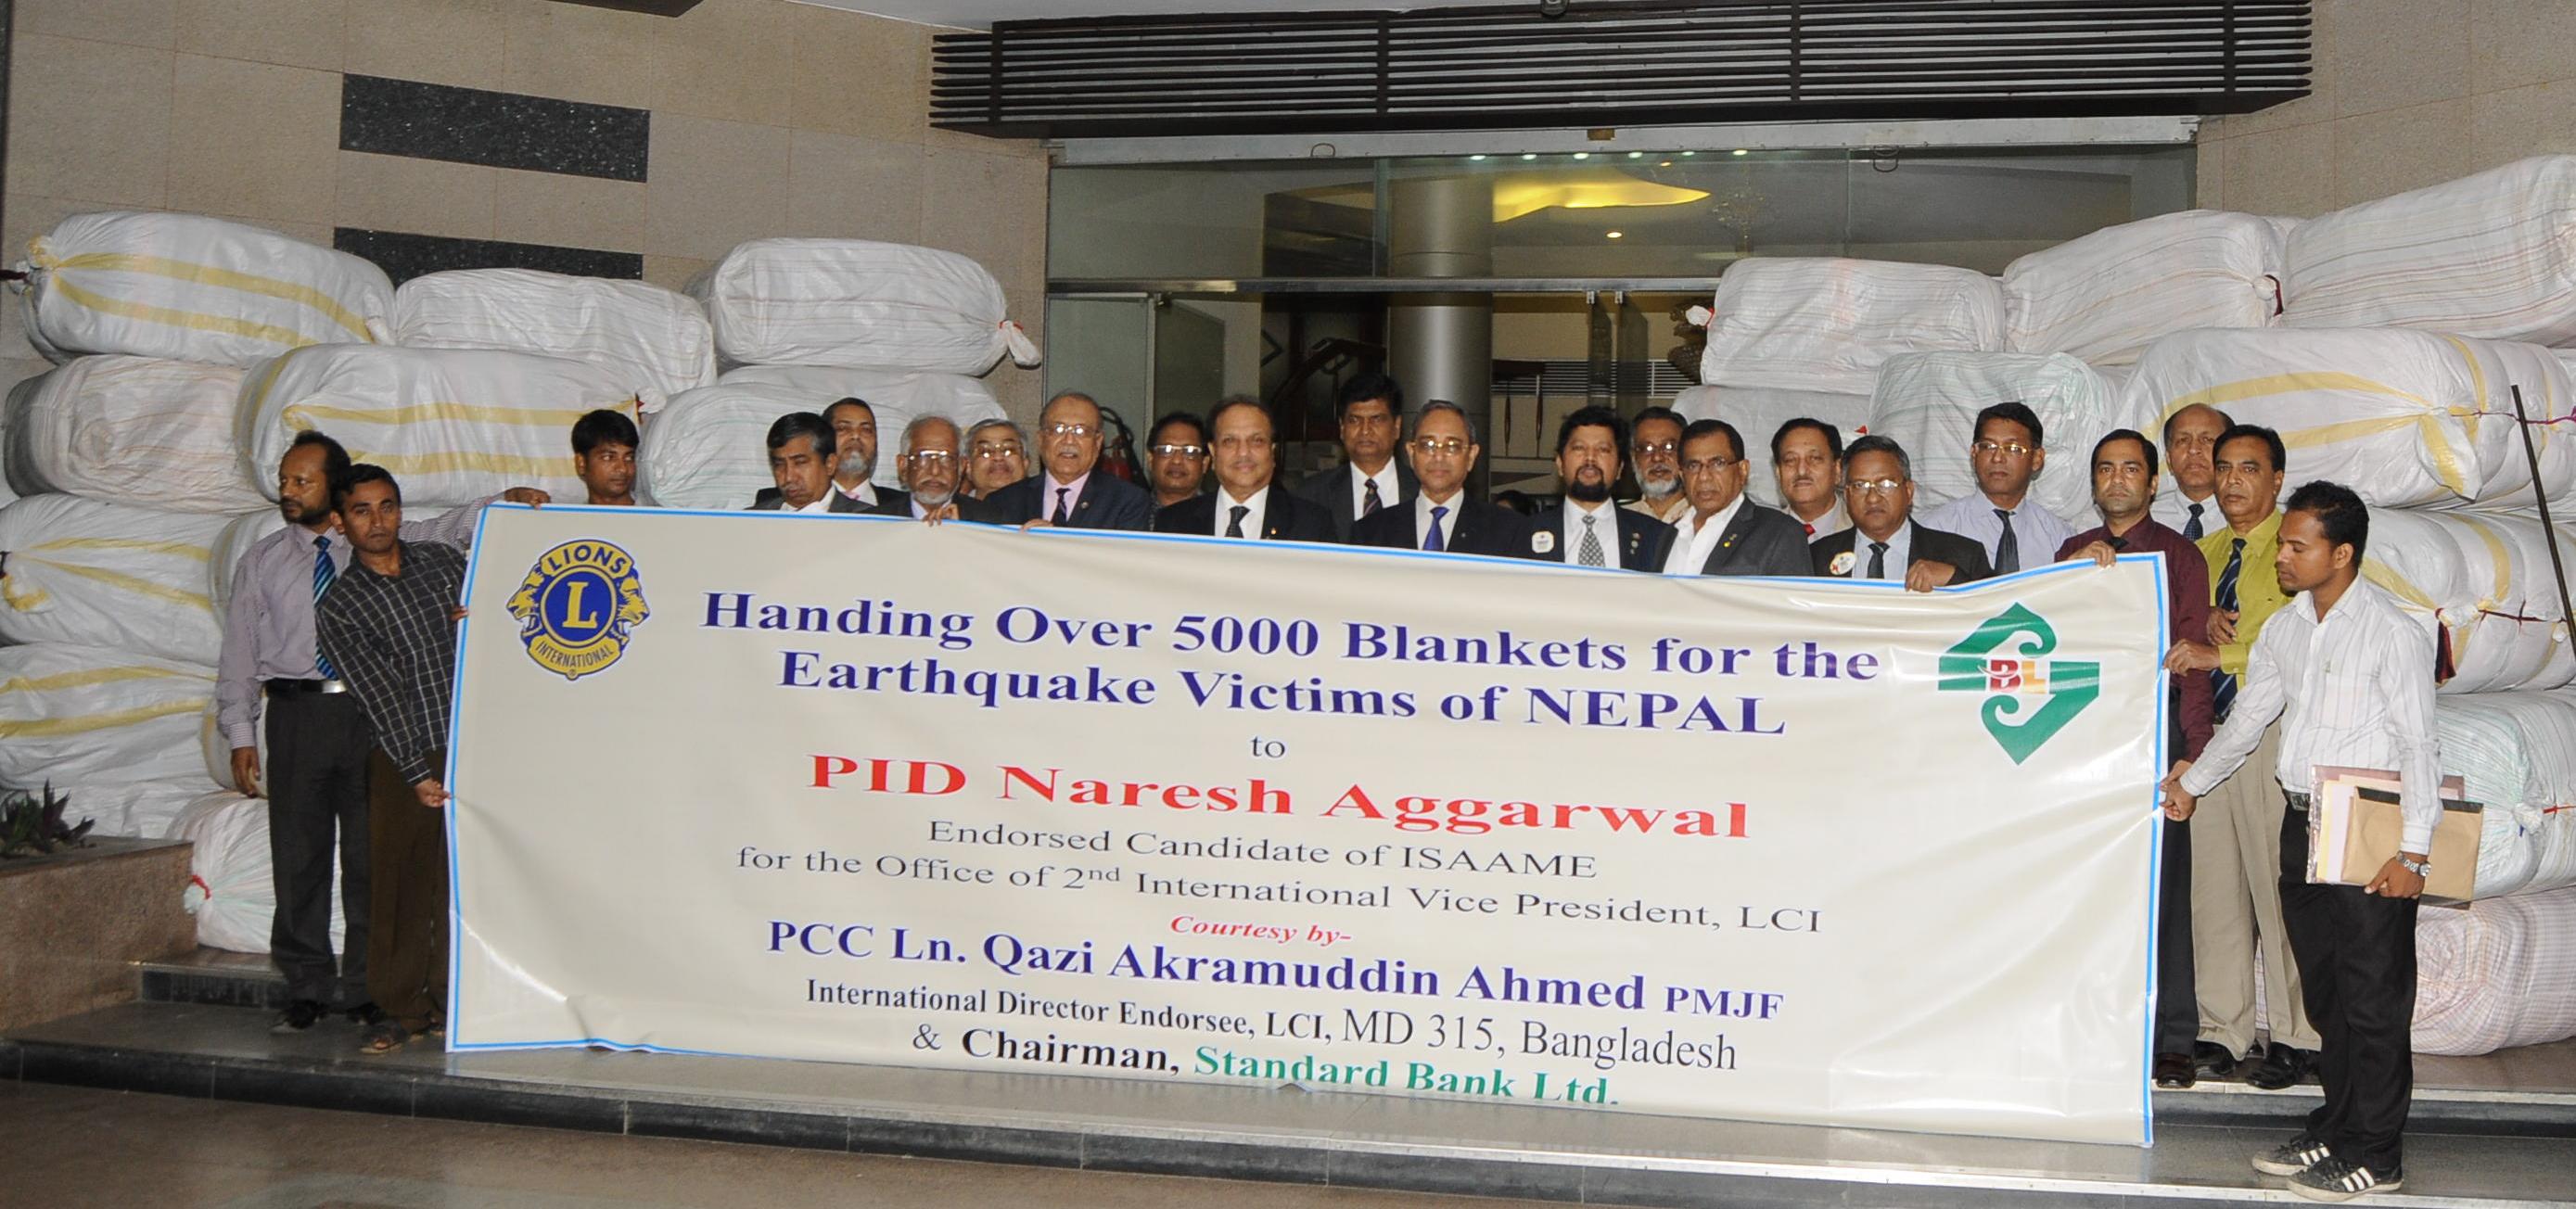 LIONS
L
INTERNATIONAL
Handing Over 5000 Blankets for the
Earthquake Victims of NEPAL
SBL
to
PID Naresh Aggarwal
Endorsed Candidate of ISAAME
for the Office of 2nd International Vice President, LCI
Courtesy by-
PCC Ln. Qazi Akramuddin Ahmed PMJF
International Director Endorsee, LCI, MD 315, Bangladesh
& Chairman, Standard Bank Ltd.